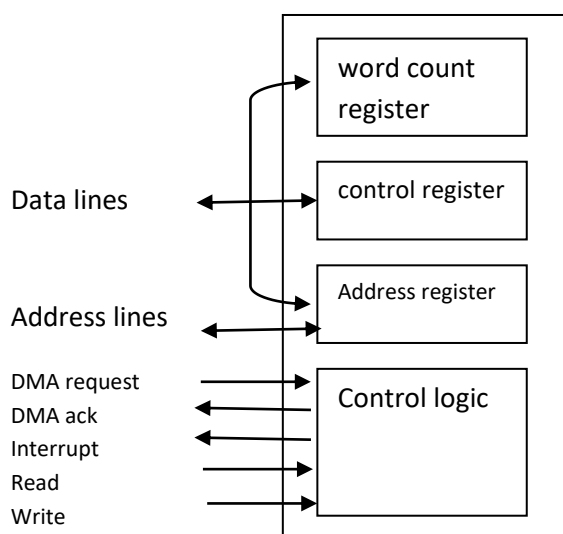 word count
register
Data lines
control register
Address register
Address lines
DMA request
DMA ack
Interrupt
Read
Write
Control logic